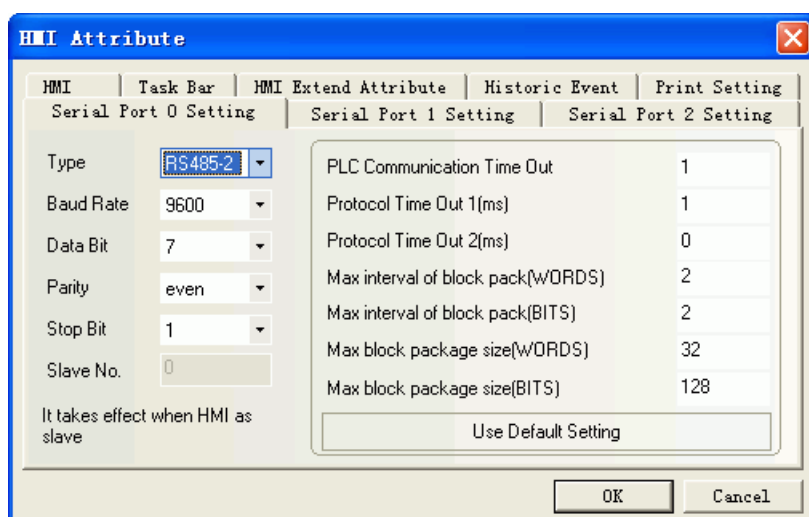 HMI Attribute
HMI Task Bar HMI Extend Attribute Historic Event Print Setting
Serial Port 0 Setting Serial Port 1 Setting Serial Port 2 Setting
Type RS485-2
Baud Rate 9600
Data Bit 7
Parity even
Stop Bit 1
Slave No. 0
It takes effect when HMI as
slave
PLC Communication Time Out 1
Protocol Time Out 1(ms) 1
Protocol Time Out 2(ms) 0
Max interval of block pack(WORDS) 2
Max interval of block pack(BITS) 2
Max block package size(WORDS) 32
Max block package size(BITS) 128
Use Default Setting
OK Cancel